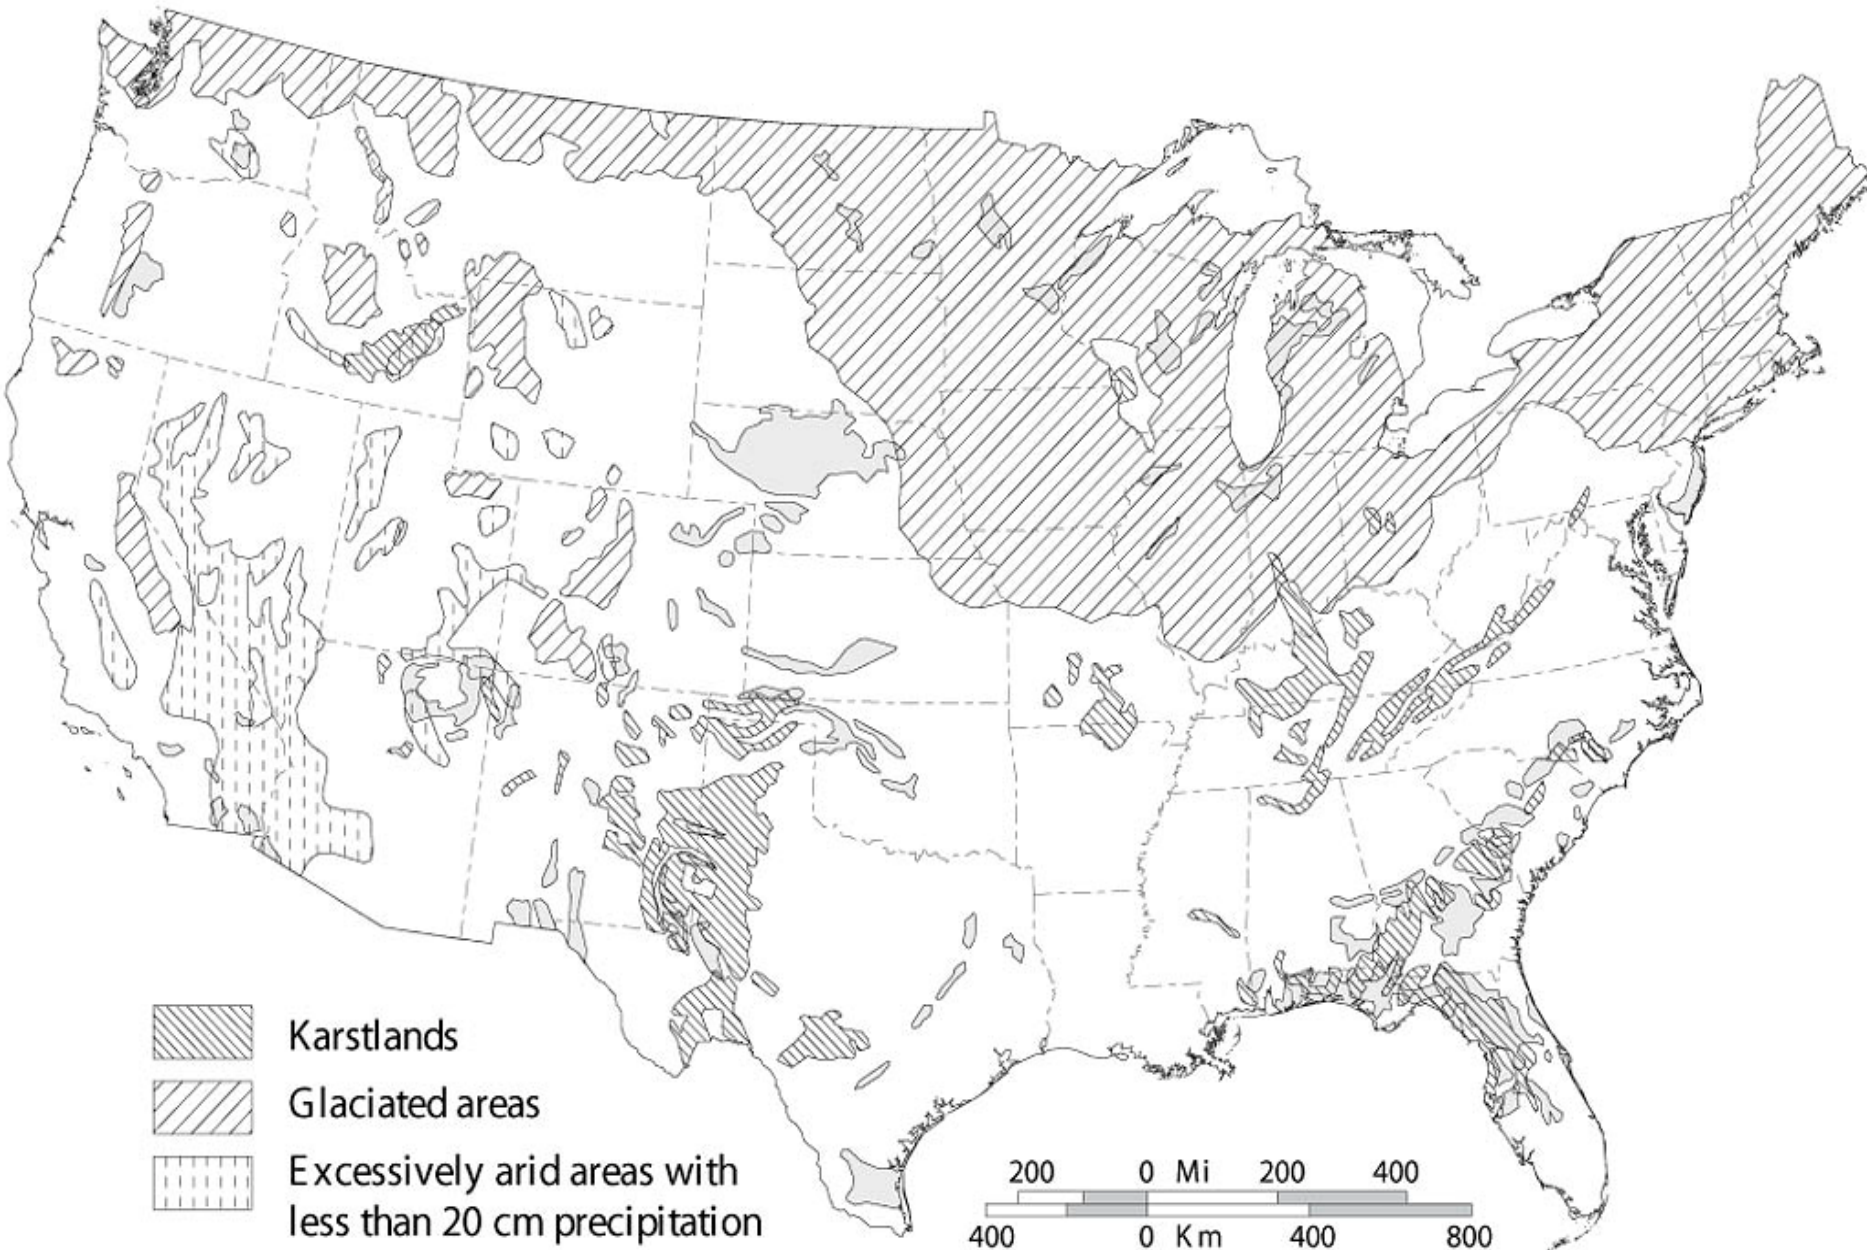 Karstlands
Glaciated areas
Excessively arid areas with
less than 20 cm precipitation
200 0 Mi 200 400
400 0 Km 400 800